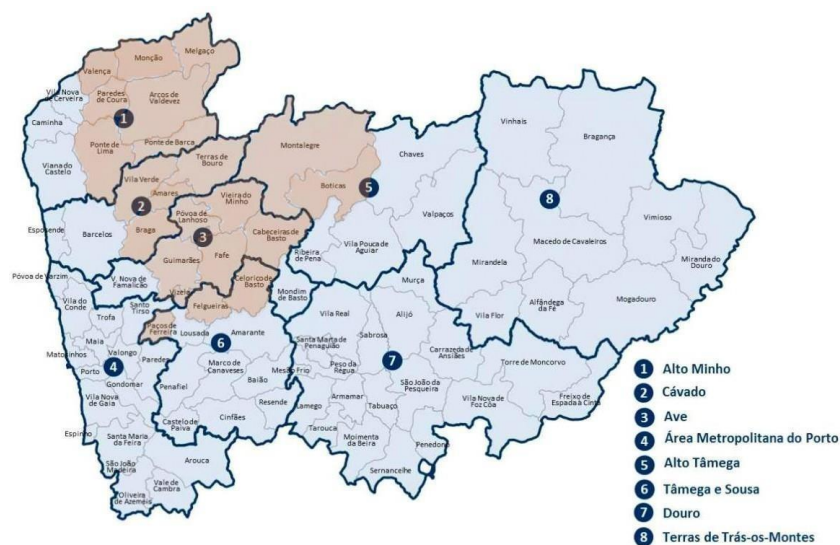 Melgaço
Monção
Valença
Vila Nova
de Cerveira
Paredes
de Coura
Arcos de
Valdevez
1
Caminha
Ponte de
Lima
Ponte de Barca
Viana do
Castelo
Terras de
Bouro
Montalegre
Chaves
Vinhais
Bragança
Vila Verde
Amares
Vieira do
Minho
Boticas
5
2
8
Póvoa de
Lanhoso
Valpaços
Vimioso
Esposende
Barcelos
Braga
3
Cabeceiras de
Basto
Vila Pouca de
Aguiar
Macedo de Cavaleiros
Guimarães
Fafe
Ribeira
de Pena
Mirandela
Miranda do
Douro
Póvoa de Varzim
V. Nova de
Famalicão
Celorico de
Basto
Murça
Vizela
Mondim
de Basto
Mogadouro
Vila do
Conde
Santo
Tirso
Felgueiras
Alfândega
da Fé
Trofa
Paços de
Ferreira
Lousada
Amarante
Vila Real
Alijó
Vila Flor
Maia
6
Santa Marta de
Penaguião
Sabrosa
Matosinhos
Valongo
Paredes
Marco de
Canaveses
Carrazeda de
Ansiães
Porto
4
Mesão Frio
Peso da
Régua
7
Torre de Moncorvo
Gondomar
Penafiel
Baião
São João da
Pesqueira
Vila Nova
de Gaia
Resende
Armamar
Tabuaço
Vila Nova de
Foz Côa
Freixo de
Espada à Cinta
Lamego
Cinfães
Castelo de
Paiva
Tarouca
Espinho
Santa Maria
da Feira
Moimenta
da Beira
Penedono
Arouca
Sernancelhe
São João
Madeira
Vale de
Cambra
Oliveira
de Azeméis
1 Alto Minho
2 Cávado
3 Ave
4 Área Metropolitana do Porto
5 Alto Tâmega
6 Tâmega e Sousa
7 Douro
8 Terras de Trás-os-Montes